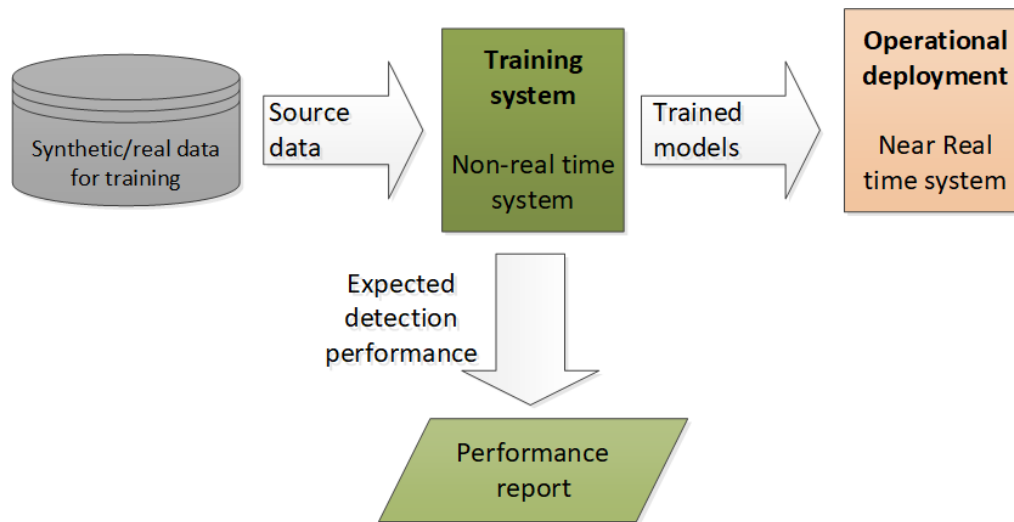 Synthetic/real data
for training
Source
data
Training
system
Non-real time
system
Trained
models
Operational
deployment
Near Real
time system
Expected
detection
performance
Performance
report